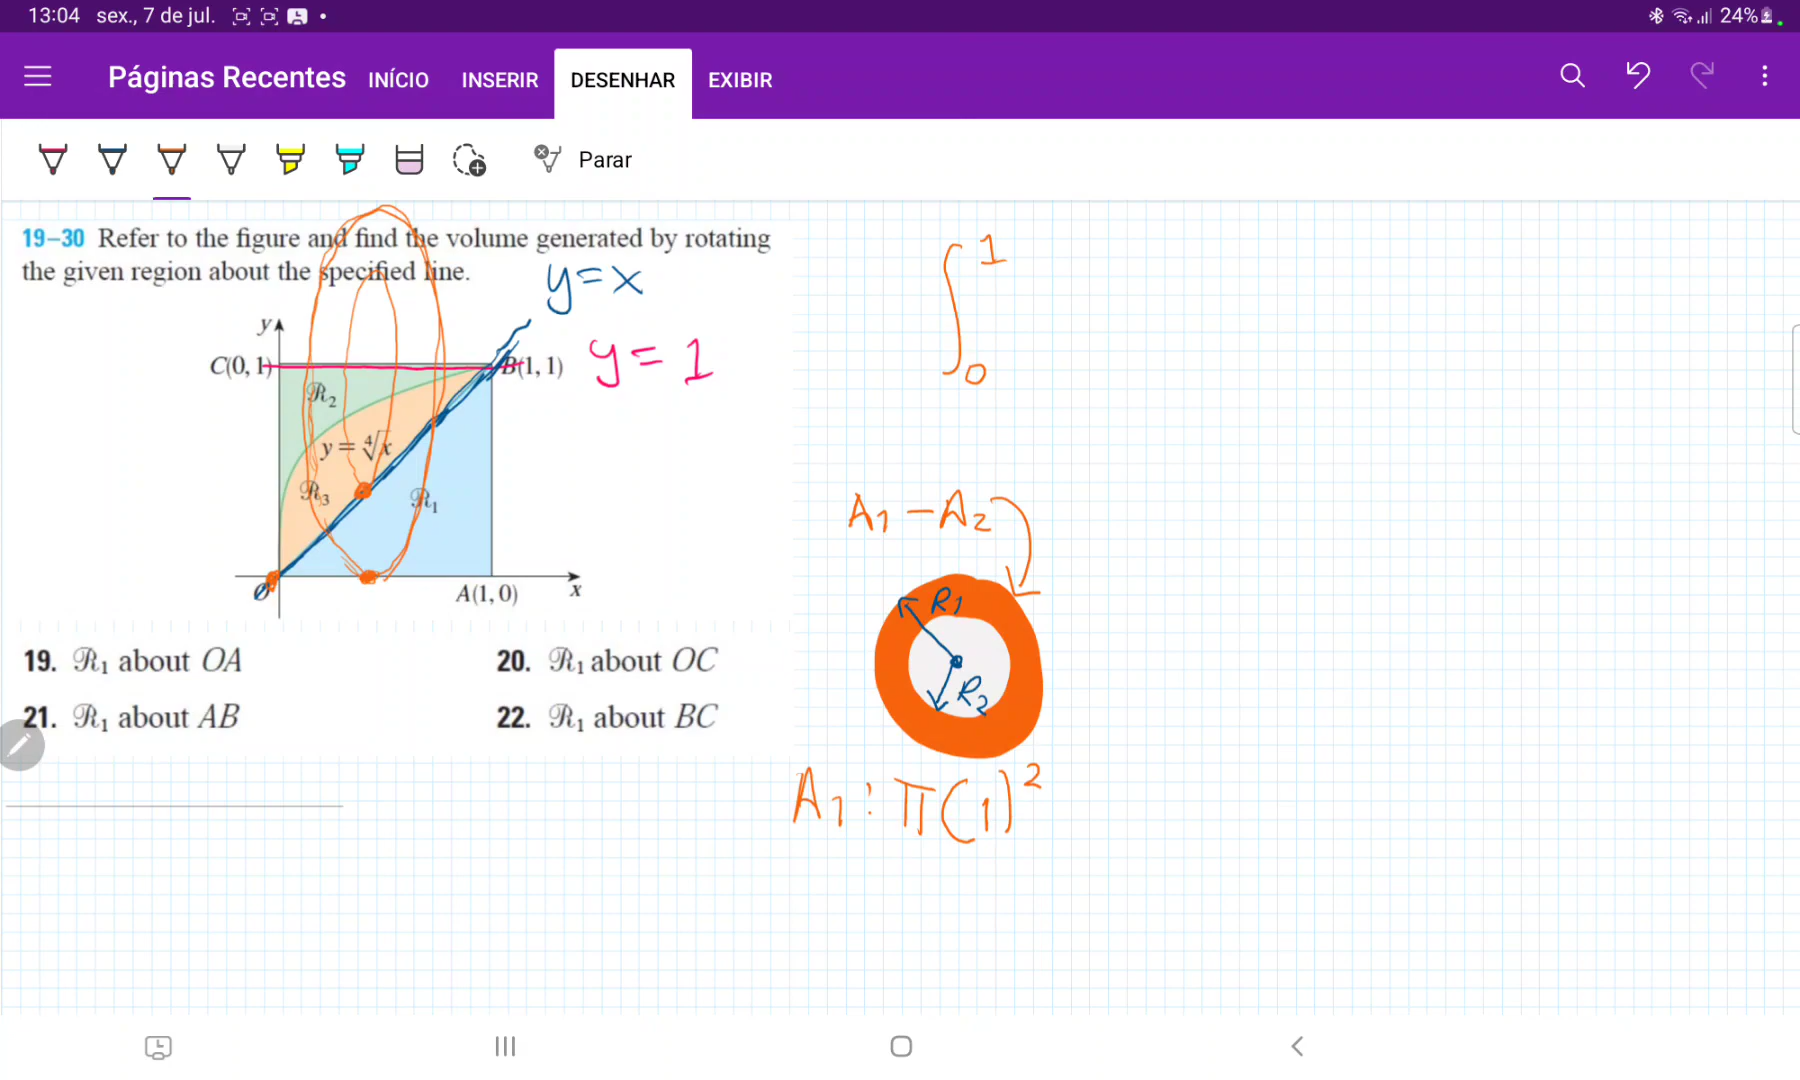 13:04 sex., 7 de jul.
24%
Páginas Recentes INÍCIO INSERIR DESENHAR EXIBIR
Parar
19–30 Refer to the figure and find the volume generated by rotating
the given region about the specified line.
y=x
y
C(0, 1)
B(1, 1)
y = 1
ℛ₂
y = ∜x
ℛ₃
ℛ₁
O
A(1, 0)
x
19. ℛ₁ about OA
20. ℛ₁ about OC
21. ℛ₁ about AB
22. ℛ₁ about BC
∫₀¹
A₁ – A₂
R₁
R₂
A₁ : π(1)²